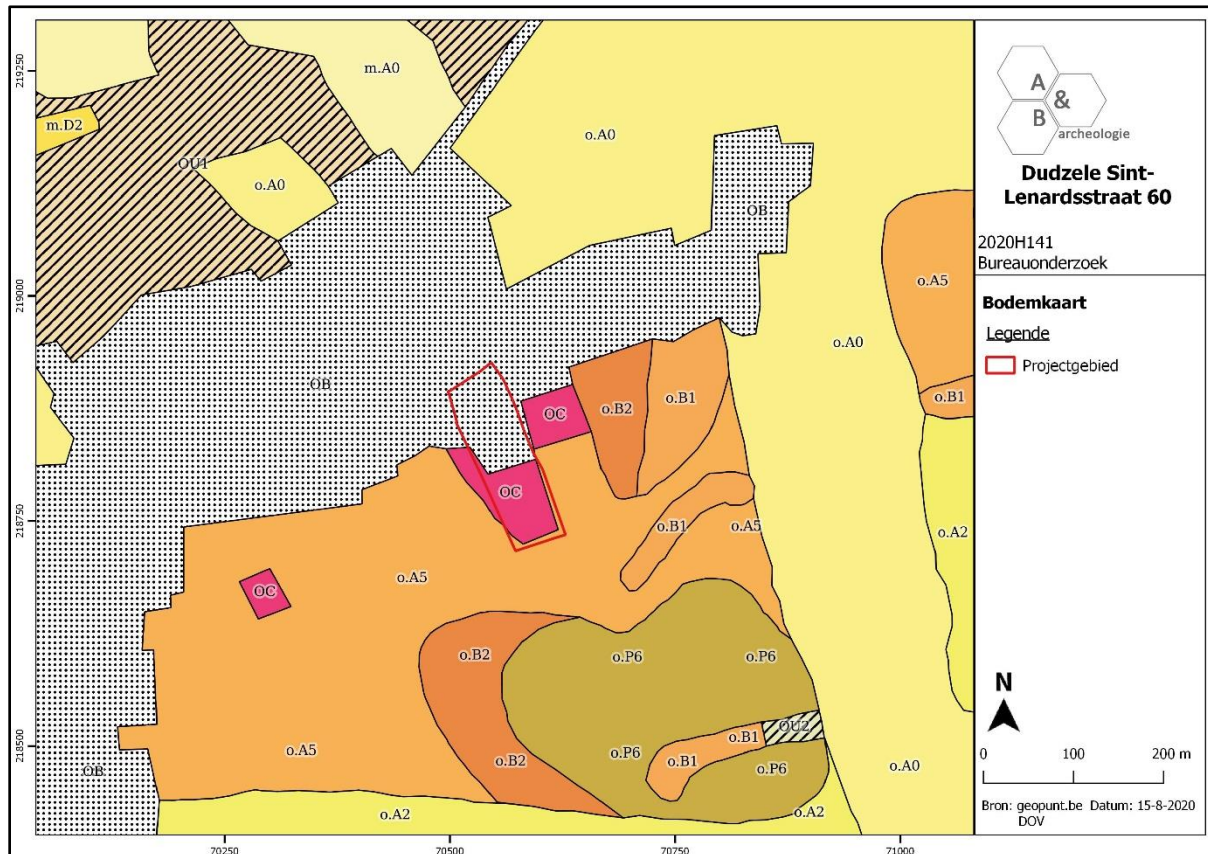 219250
219000
218750
218500
m.A0
m.D2
OU1
o.A0
o.A0
OB
o.A5
o.A0
OB
o.B1
OC
o.B2
o.B1
OC
o.B1
o.A5
o.A2
o.A5
OC
o.B2
o.P6
o.P6
OU2
o.B1
o.A5
o.P6
o.B2
o.B1
o.P6
OB
o.A0
o.A2
o.A2
70250
70500
70750
71000
A
&
B
archeologie
Dudzele Sint-
Lenardsstraat 60
2020H141
Bureauonderzoek
Bodemkaart
Legende
Projectgebied
N
0 100 200 m
Bron: geopunt.be Datum: 15-8-2020
DOV